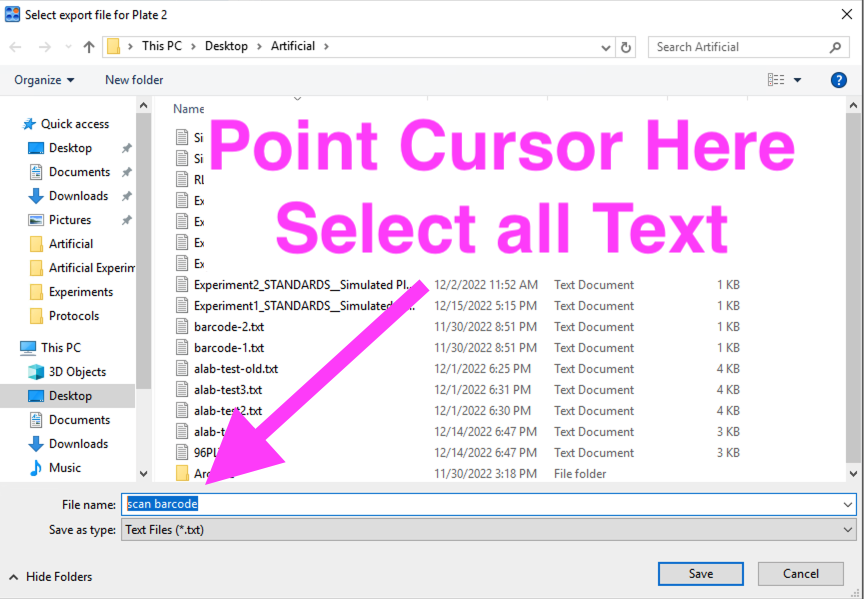 Select export file for Plate 2
This PC > Desktop > Artificial >
Search Artificial
Organize
New folder
Name
Point Cursor Here
Select all Text
Quick access
Desktop
Documents
Downloads
Pictures
Artificial
Artificial Experim
Experiments
Protocols
This PC
3D Objects
Desktop
Documents
Downloads
Music
Si
Si
RL
Ex
Ex
Ex
Ex
Experiment2_STANDARDS__Simulated Pl... 12/2/2022 11:52 AM Text Document 1 KB
Experiment1_STANDARDS__Simulated 12/15/2022 5:15 PM Text Document 1 KB
barcode-2.txt 11/30/2022 8:51 PM Text Document 1 KB
barcode-1.txt 11/30/2022 8:51 PM Text Document 1 KB
alab-test-old.txt 12/1/2022 6:25 PM Text Document 4 KB
alab-test3.txt 12/1/2022 6:31 PM Text Document 4 KB
alab-test2.txt 12/1/2022 6:30 PM Text Document 4 KB
alab-t 12/14/2022 6:47 PM Text Document 3 KB
96PL 12/14/2022 6:47 PM Text Document 3 KB
Ar 11/30/2022 3:18 PM File folder
File name: scan barcode
Save as type: Text Files (*.txt)
Hide Folders
Save
Cancel